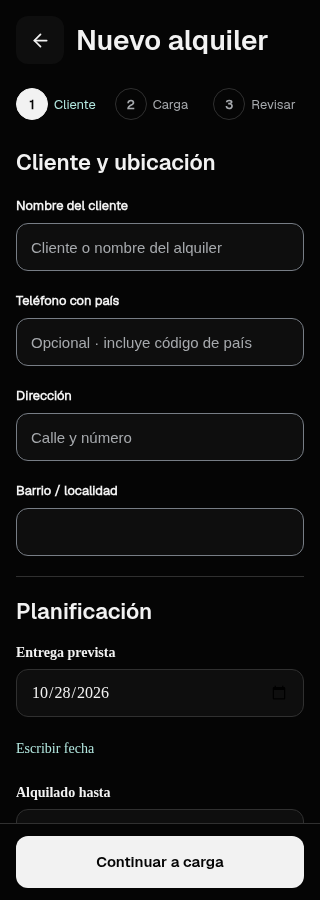 Nuevo alquiler
1 Cliente 2 Carga 3 Revisar
Cliente y ubicación
Nombre del cliente
Cliente o nombre del alquiler
Teléfono con país
Opcional · incluye código de país
Dirección
Calle y número
Barrio / localidad
Planificación
Entrega prevista
10/28/2026
Escribir fecha
Alquilado hasta
Continuar a carga